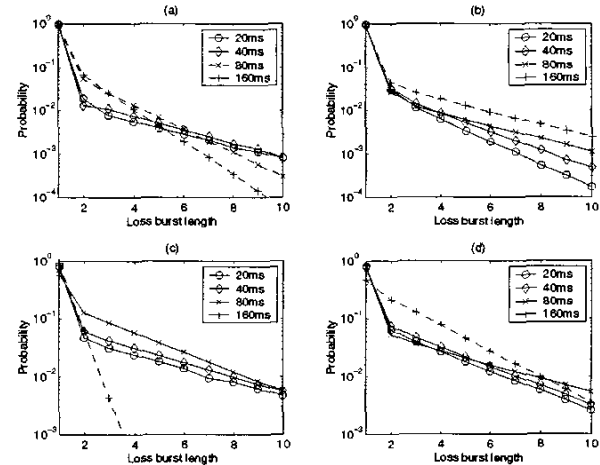 (a)
10^0
10^-1
10^-2
10^-3
10^-4
Probability
2 4 6 8 10
Loss burst length
20ms
40ms
80ms
160ms
(b)
10^0
10^-1
10^-2
10^-3
10^-4
Probability
2 4 6 8 10
Loss burst length
20ms
40ms
80ms
160ms
(c)
10^0
10^-1
10^-2
10^-3
Probability
2 4 6 8 10
Loss burst length
20ms
40ms
80ms
160ms
(d)
10^0
10^-1
10^-2
10^-3
Probability
2 4 6 8 10
Loss burst length
20ms
40ms
80ms
160ms